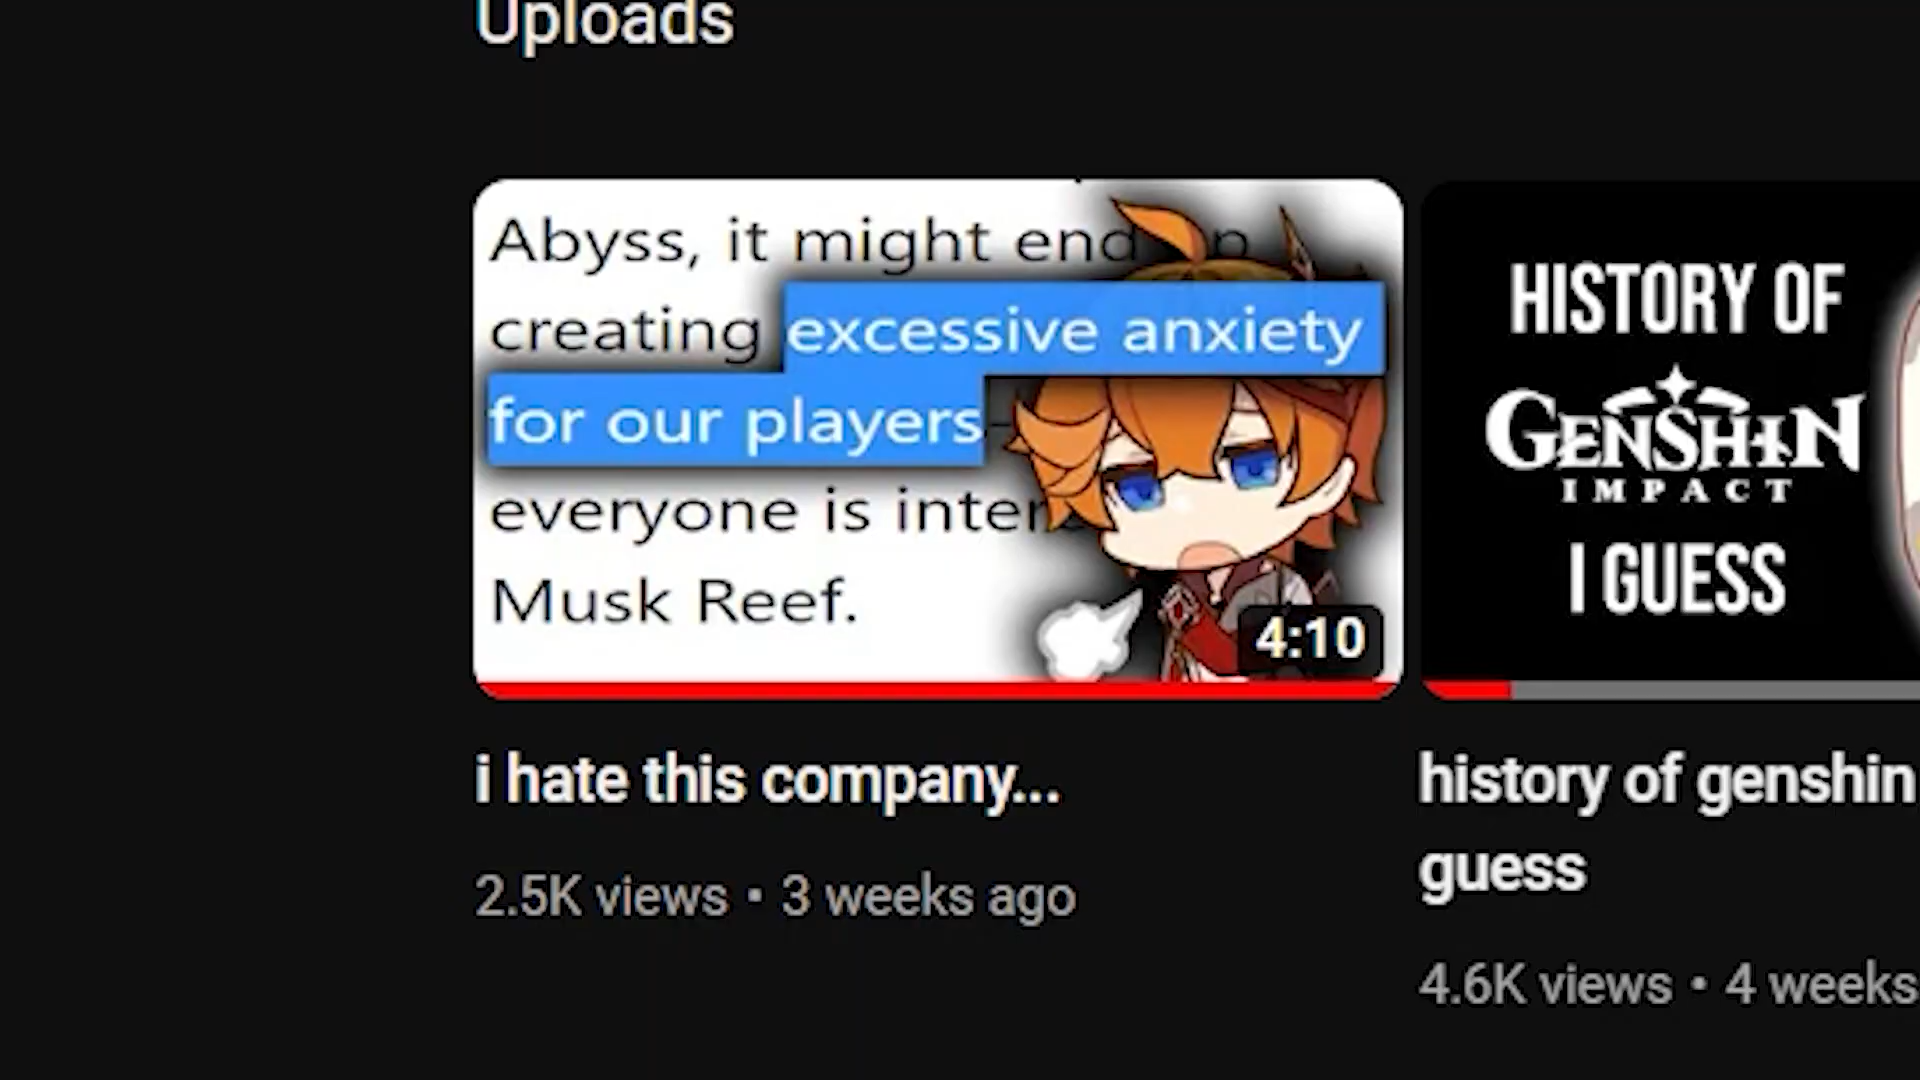 Uploads
Abyss, it might end
creating excessive anxiety
for our players
everyone is
Musk Reef.
4:10
i hate this company...
2.5K views • 3 weeks ago
HISTORY OF
GENSHIN
IMPACT
I GUESS
history of genshin
guess
4.6K views • 4 weeks